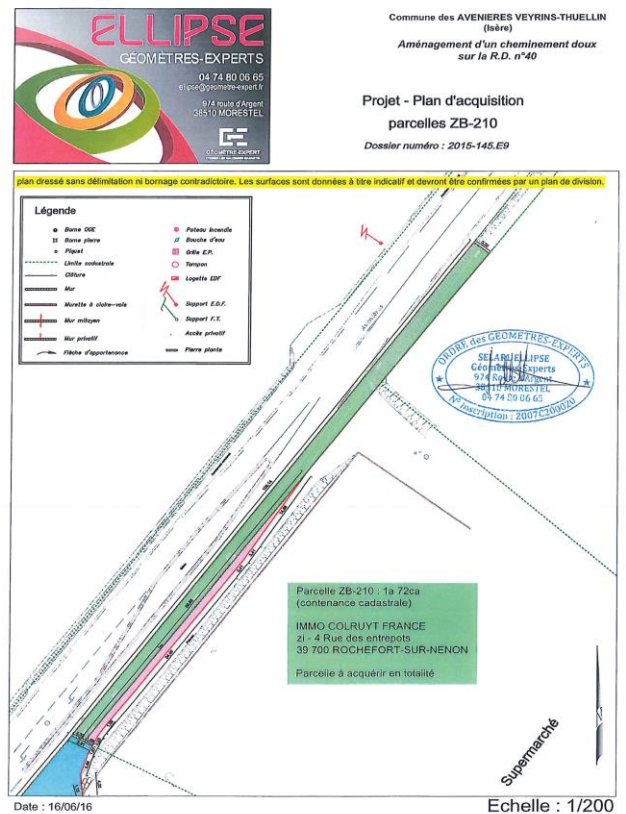 ELLIPSE
GÉOMÈTRES-EXPERTS
04 74 80 06 65
ellipse@geometre-expert.fr
974 route d'Argent
38510 MORESTEL
GÉOMÈTRE-EXPERT
Commune des AVENIERES VEYRINS-THUELLIN
(Isère)
Aménagement d'un cheminement doux
sur la R.D. n°40
Projet - Plan d'acquisition
parcelles ZB-210
Dossier numéro : 2015-145.E9
plan dressé sans délimitation ni bornage contradictoire. Les surfaces sont données à titre indicatif et devront être confirmées par un plan de division.
Légende
Borne OGE
Borne pierre
Piquet
Limite cadastrale
Clôture
Mur
Murette à claire-voie
Mur mitoyen
Mur privatif
Flèche d'appartenance
Poteau incendie
Bouche d'eau
Grille E.P.
Tampon
Logette EDF
Support E.D.F.
Support F.T.
Accès privatif
Pierre plante
ORDRE des GEOMETRES-EXPERTS
SELARL ELLIPSE
Géomètres-Experts
974 Route d'Argent
38510 MORESTEL
04 74 80 06 65
N° inscription : 2007C200020
Parcelle ZB-210 : 1a 72ca
(contenance cadastrale)
IMMO COLRUYT FRANCE
zi - 4 Rue des entrepots
39 700 ROCHEFORT-SUR-NENON
Parcelle à acquérir en totalité
Supermarché
Date : 16/06/16
Echelle : 1/200